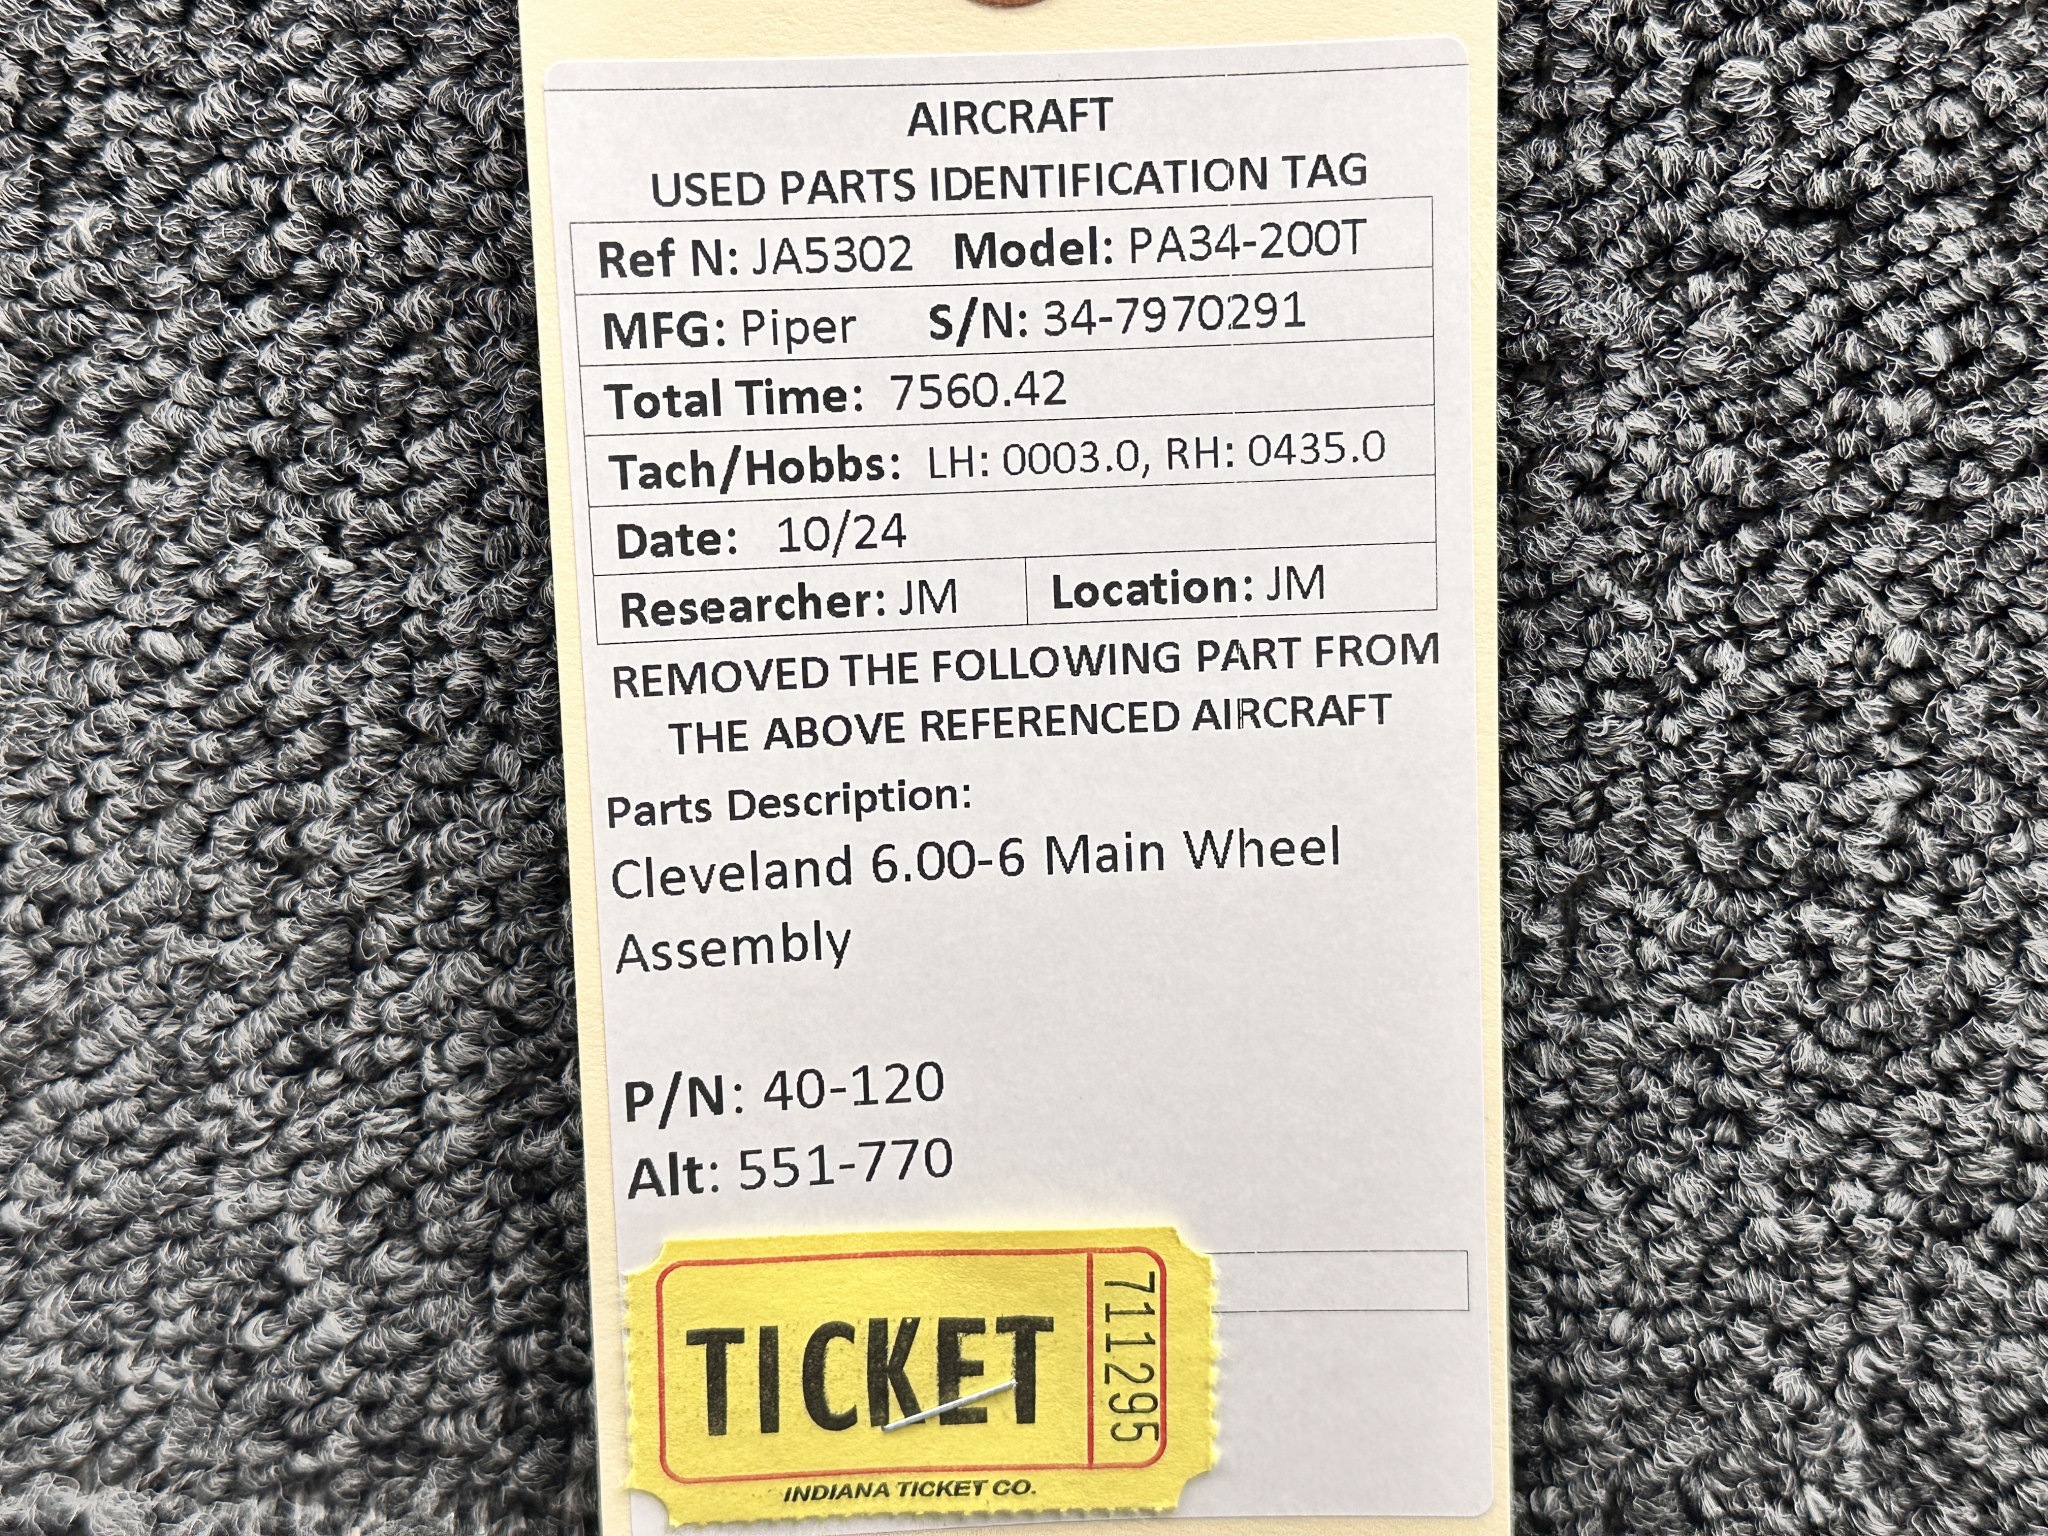 AIRCRAFT
USED PARTS IDENTIFICATION TAG
Ref N: JA5302 Model: PA34-200T
MFG: Piper S/N: 34-7970291
Total Time: 7560.42
Tach/Hobbs: LH: 0003.0, RH: 0435.0
Date: 10/24
Researcher: JM Location: JM
REMOVED THE FOLLOWING PART FROM
THE ABOVE REFERENCED AIRCRAFT
Parts Description:
Cleveland 6.00-6 Main Wheel
Assembly
P/N: 40-120
Alt: 551-770
TICKET
711295
INDIANA TICKET CO.